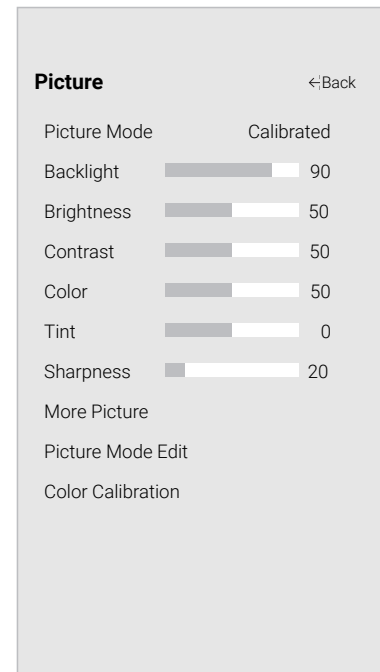 Picture ←Back
Picture Mode Calibrated
Backlight 90
Brightness 50
Contrast 50
Color 50
Tint 0
Sharpness 20
More Picture
Picture Mode Edit
Color Calibration